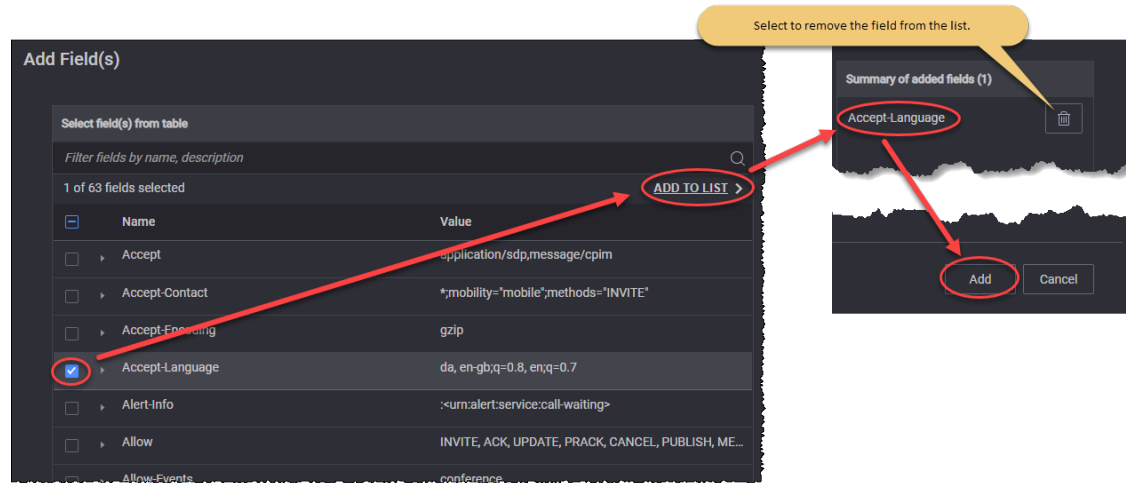 Select to remove the field from the list.
Add Field(s)
Select field(s) from table
Filter fields by name, description
1 of 63 fields selected
ADD TO LIST >
Name Value
Accept application/sdp,message/cpim
Accept-Contact *;mobility="mobile";methods="INVITE"
Accept-Encoding gzip
Accept-Language da, en-gb;q=0.8, en;q=0.7
Alert-Info :<urn:alert:service:call-waiting>
Allow INVITE, ACK, UPDATE, PRACK, CANCEL, PUBLISH, ME...
Allow-Events conference
Summary of added fields (1)
Accept-Language
Add Cancel